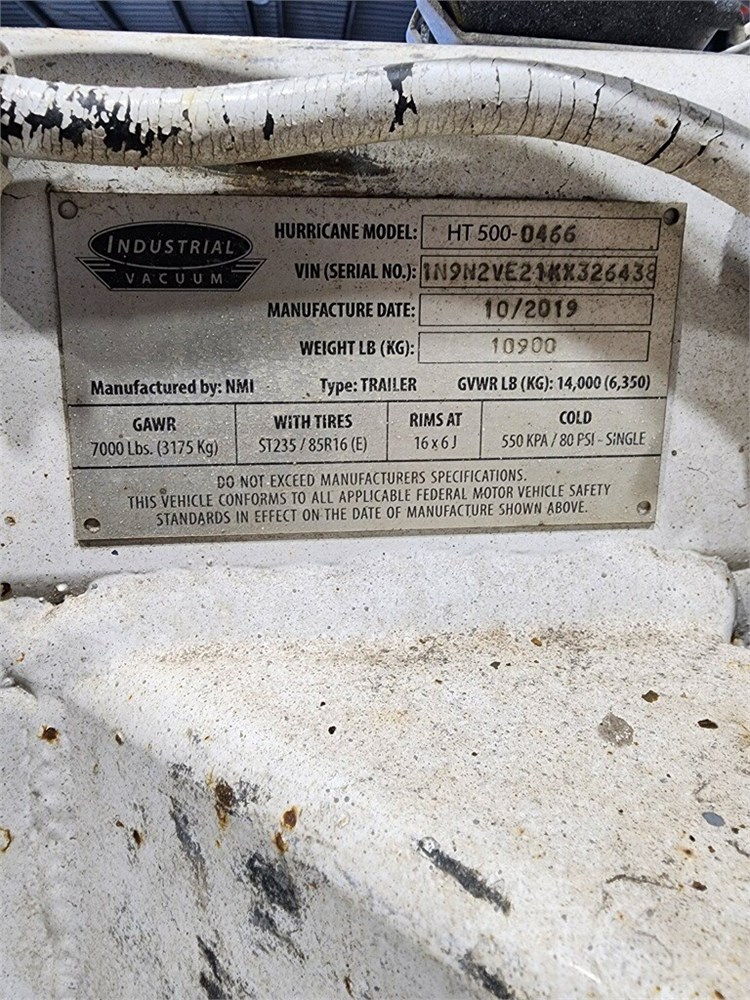 INDUSTRIAL
VACUUM
HURRICANE MODEL: HT 500-0466
VIN (SERIAL NO.): 1N9N2VE21KK326438
MANUFACTURE DATE: 10/2019
WEIGHT LB (KG): 10900
Manufactured by: NMI Type: TRAILER GVWR LB (KG): 14,000 (6,350)
GAWR WITH TIRES RIMS AT COLD
7000 Lbs. (3175 Kg) ST235 / 85R16 (E) 16 x 6 J 550 KPA / 80 PSI - SINGLE
DO NOT EXCEED MANUFACTURERS SPECIFICATIONS.
THIS VEHICLE CONFORMS TO ALL APPLICABLE FEDERAL MOTOR VEHICLE SAFETY
STANDARDS IN EFFECT ON THE DATE OF MANUFACTURE SHOWN ABOVE.